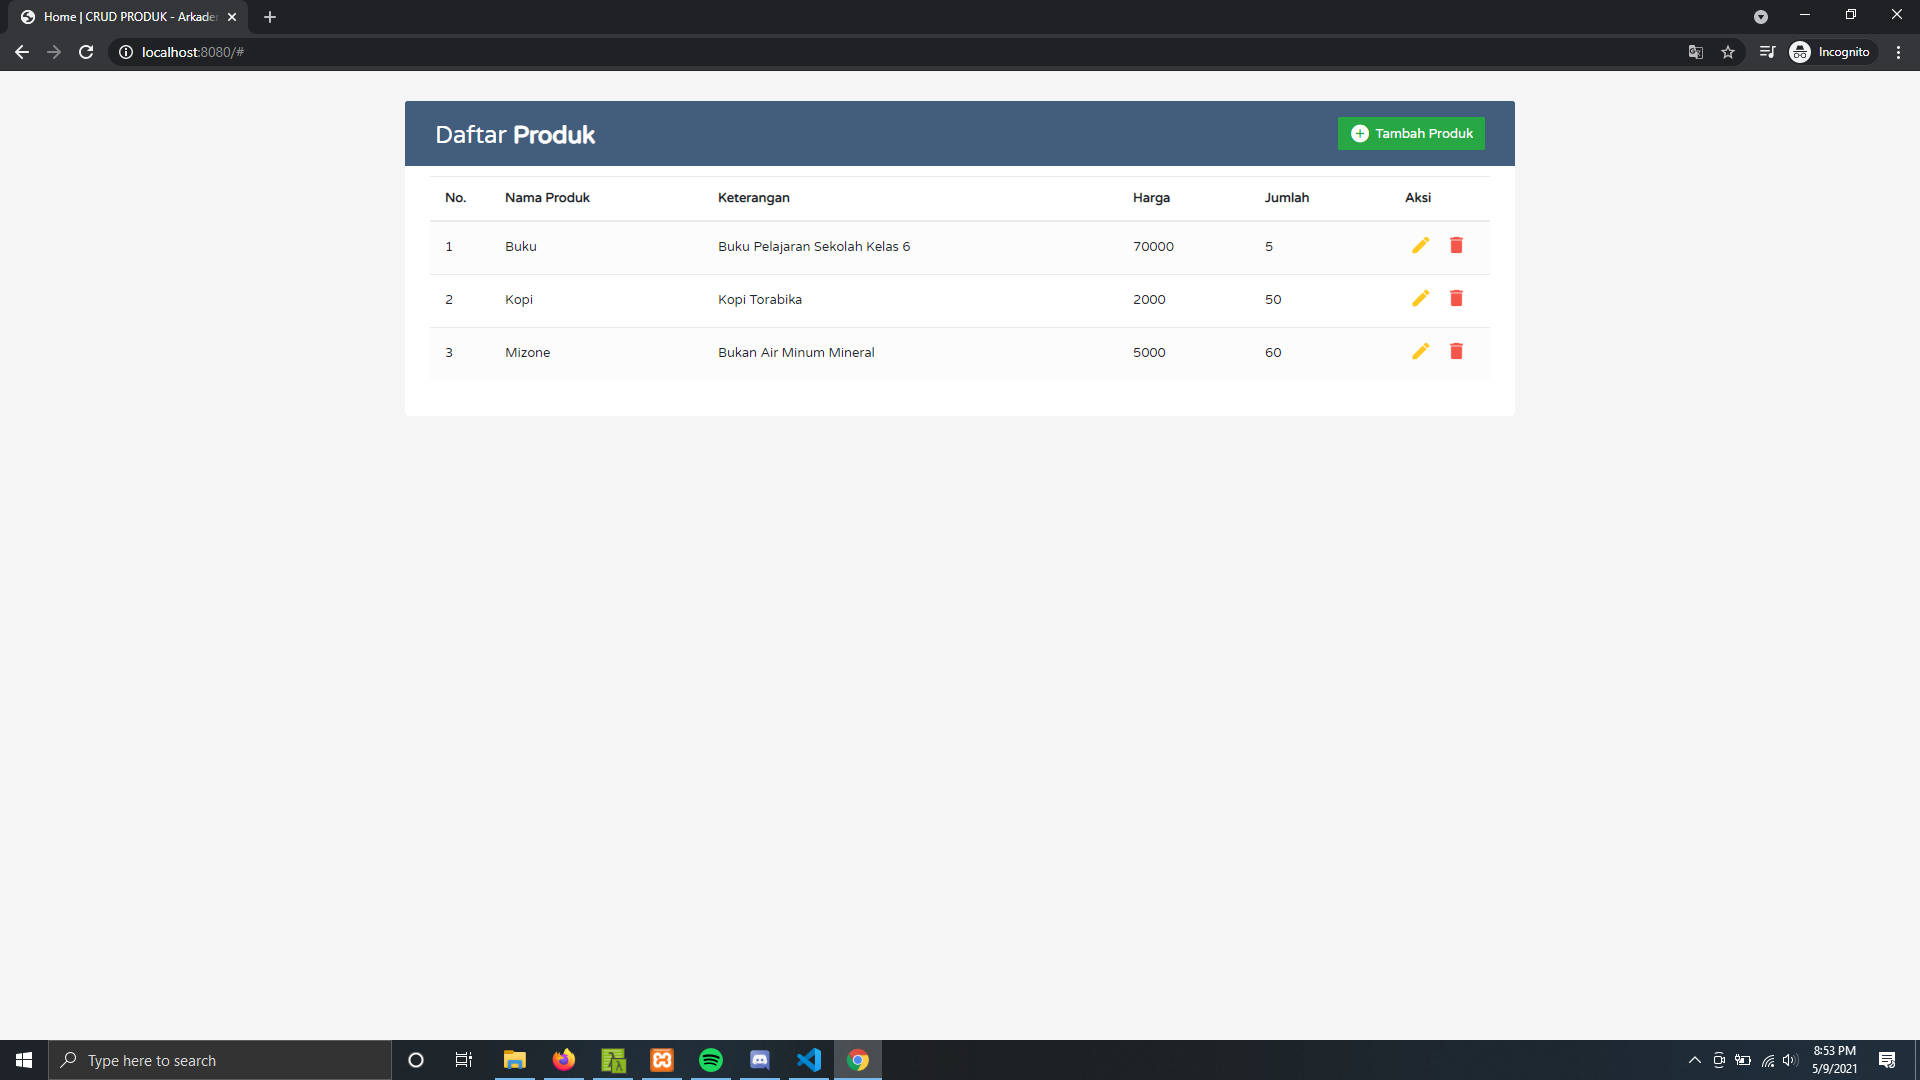 Home | CRUD PRODUK - Arkade
localhost:8080/#
Incognito
Daftar Produk
Tambah Produk
No. Nama Produk Keterangan Harga Jumlah Aksi
1 Buku Buku Pelajaran Sekolah Kelas 6 70000 5
2 Kopi Kopi Torabika 2000 50
3 Mizone Bukan Air Minum Mineral 5000 60
Type here to search
8:53 PM
5/9/2021